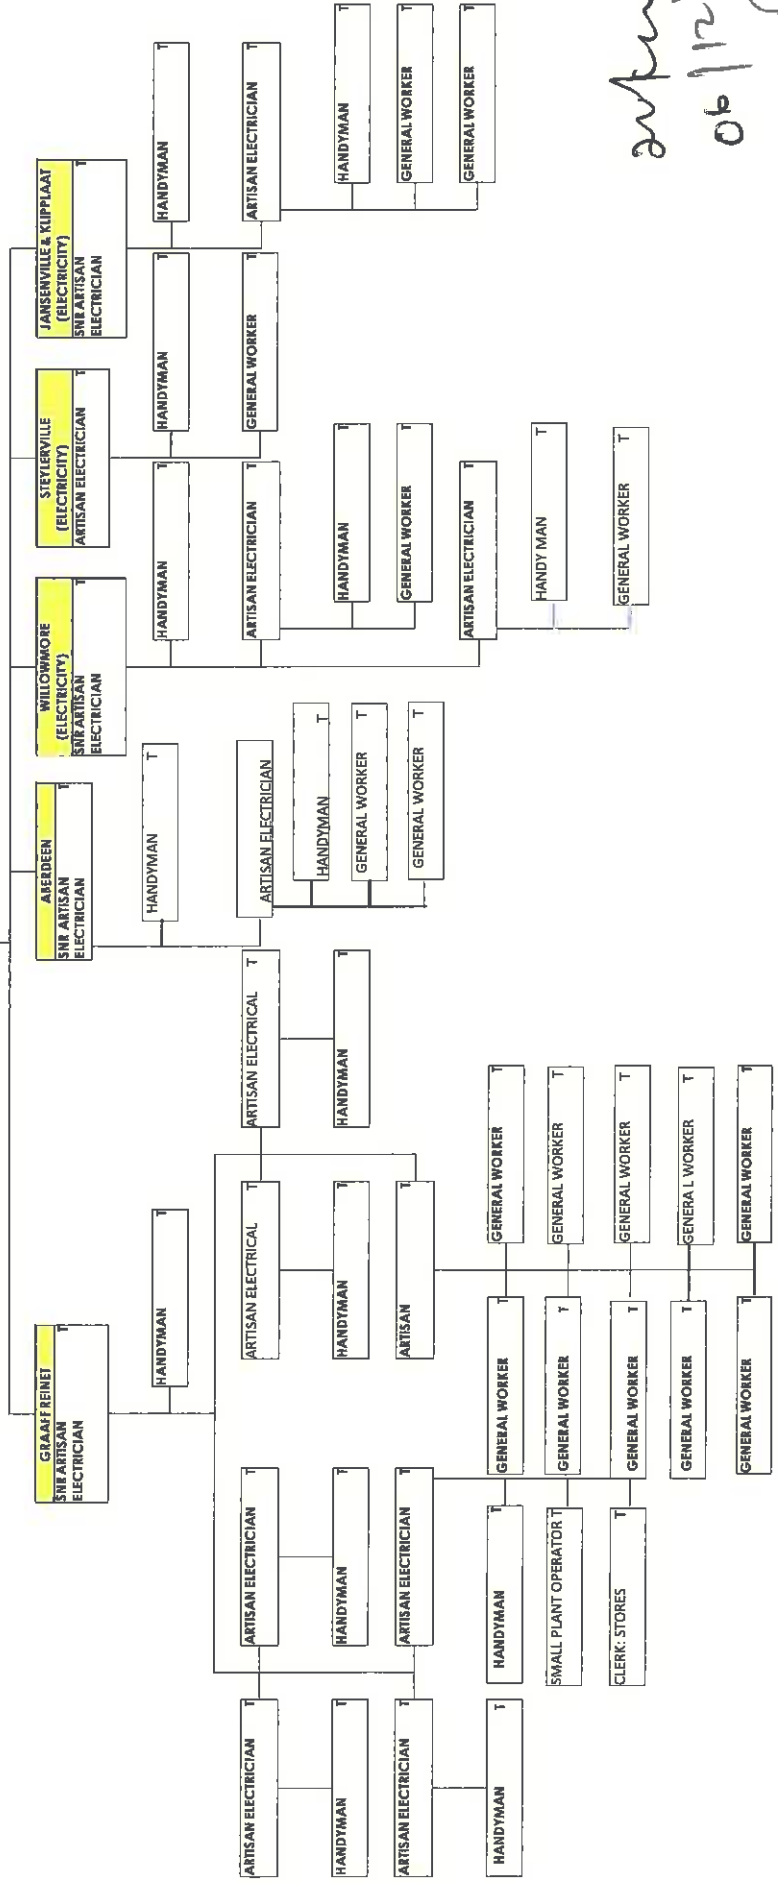 GRAAFF REINET
SNR ARTISAN T
ELECTRICIAN
HANDYMAN T
ARTISAN ELECTRICIAN T
HANDYMAN T
ARTISAN ELECTRICIAN T
HANDYMAN T
ARTISAN ELECTRICIAN T
HANDYMAN T
ARTISAN ELECTRICIAN T
HANDYMAN T
SMALL PLANT OPERATOR T
CLERK: STORES T
GENERAL WORKER T
GENERAL WORKER T
GENERAL WORKER T
ARTISAN ELECTRICAL T
HANDYMAN T
ARTISAN ELECTRICAL T
HANDYMAN T
ARTISAN T
GENERAL WORKER T
GENERAL WORKER T
GENERAL WORKER T
GENERAL WORKER T
GENERA L WORKER T
GENERAL WORKER T
GENERAL WORKER T
ABERDEEN
SNR ARTISAN T
ELECTRICIAN
HANDYMAN T
ARTISAN ELECTRICIAN
HANDYMAN T
GENERAL WORKER T
GENERAL WORKER T
WILLOWMORE
(ELECTRICITY)
SNR ARTISAN T
ELECTRICIAN
HANDYMAN T
ARTISAN ELECTRICIAN T
HANDYMAN T
GENERAL WORKER T
ARTISAN ELECTRICIAN T
HANDY MAN T
GENERAL WORKER T
STEYLERVILLE
(ELECTRICITY)
ARTISAN ELECTRICIAN T
HANDYMAN T
GENERAL WORKER T
JANSENVILLE & KLIPPLAAT
(ELECTRICITY)
SNR ARTISAN T
ELECTRICIAN
HANDYMAN T
ARTISAN ELECTRICIAN T
HANDYMAN T
GENERAL WORKER T
GENERAL WORKER T
06/12